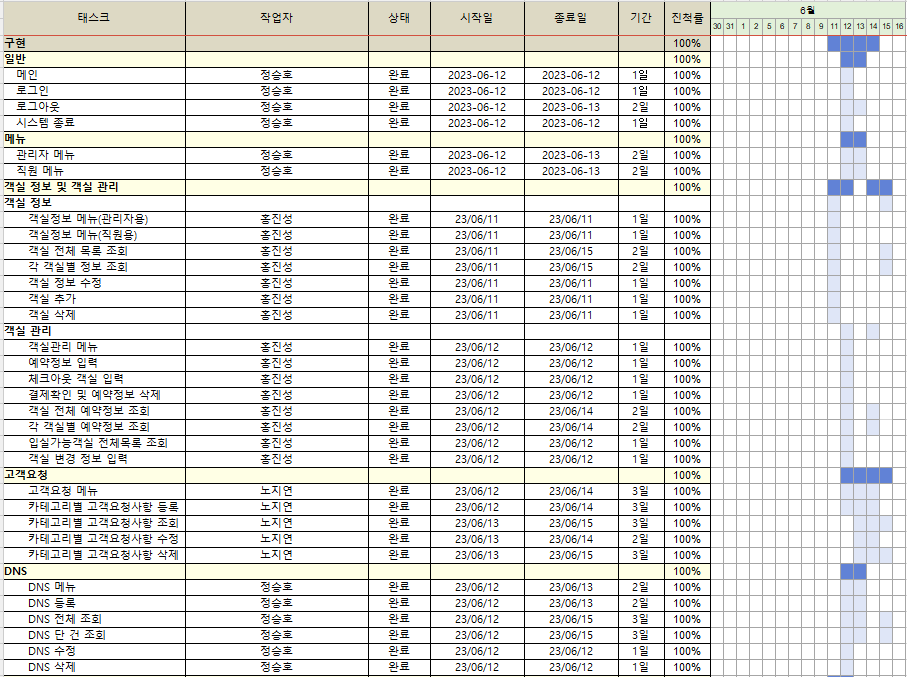 태스크 작업자 상태 시작일 종료일 기간 진척률 6월
30 31 1 2 5 6 7 8 9 11 12 13 14 15 16
구현 100%
일반 100%
메인 정승호 완료 2023-06-12 2023-06-12 1일 100%
로그인 정승호 완료 2023-06-12 2023-06-12 1일 100%
로그아웃 정승호 완료 2023-06-12 2023-06-13 2일 100%
시스템 종료 정승호 완료 2023-06-12 2023-06-12 1일 100%
메뉴 100%
관리자 메뉴 정승호 완료 2023-06-12 2023-06-13 2일 100%
직원 메뉴 정승호 완료 2023-06-12 2023-06-13 2일 100%
객실 정보 및 객실 관리 100%
객실 정보
객실정보 메뉴(관리자용) 홍진성 완료 23/06/11 23/06/11 1일 100%
객실정보 메뉴(직원용) 홍진성 완료 23/06/11 23/06/11 1일 100%
객실 전체 목록 조회 홍진성 완료 23/06/11 23/06/15 2일 100%
각 객실별 정보 조회 홍진성 완료 23/06/11 23/06/15 2일 100%
객실 정보 수정 홍진성 완료 23/06/11 23/06/11 1일 100%
객실 추가 홍진성 완료 23/06/11 23/06/11 1일 100%
객실 삭제 홍진성 완료 23/06/11 23/06/11 1일 100%
객실 관리
객실관리 메뉴 홍진성 완료 23/06/12 23/06/12 1일 100%
예약정보 입력 홍진성 완료 23/06/12 23/06/12 1일 100%
체크아웃 객실 입력 홍진성 완료 23/06/12 23/06/12 1일 100%
결제확인 및 예약정보 삭제 홍진성 완료 23/06/12 23/06/12 1일 100%
객실 전체 예약정보 조회 홍진성 완료 23/06/12 23/06/14 2일 100%
각 객실별 예약정보 조회 홍진성 완료 23/06/12 23/06/14 2일 100%
입실가능객실 전체목록 조회 홍진성 완료 23/06/12 23/06/12 1일 100%
객실 변경 정보 입력 홍진성 완료 23/06/12 23/06/12 1일 100%
고객요청 100%
고객요청 메뉴 노지연 완료 23/06/12 23/06/14 3일 100%
카테고리별 고객요청사항 등록 노지연 완료 23/06/12 23/06/14 3일 100%
카테고리별 고객요청사항 조회 노지연 완료 23/06/13 23/06/15 3일 100%
카테고리별 고객요청사항 수정 노지연 완료 23/06/13 23/06/14 2일 100%
카테고리별 고객요청사항 삭제 노지연 완료 23/06/13 23/06/15 3일 100%
DNS 100%
DNS 메뉴 정승호 완료 23/06/12 23/06/13 2일 100%
DNS 등록 정승호 완료 23/06/12 23/06/13 2일 100%
DNS 전체 조회 정승호 완료 23/06/12 23/06/15 3일 100%
DNS 단 건 조회 정승호 완료 23/06/12 23/06/15 3일 100%
DNS 수정 정승호 완료 23/06/12 23/06/12 1일 100%
DNS 삭제 정승호 완료 23/06/12 23/06/12 1일 100%